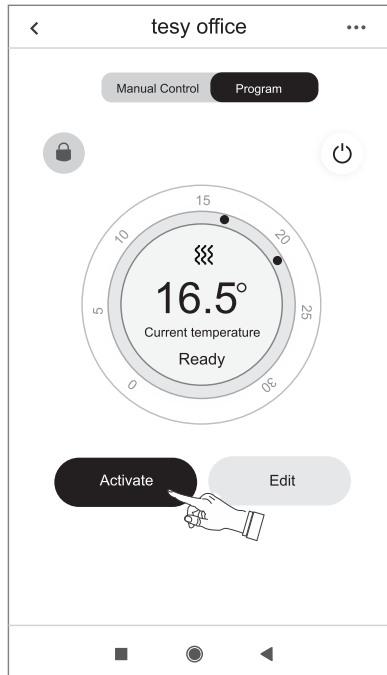 tesy office
Manual Control Program
15
10 20
16.5°
5 25
Current temperature
Ready
0 30
Activate Edit